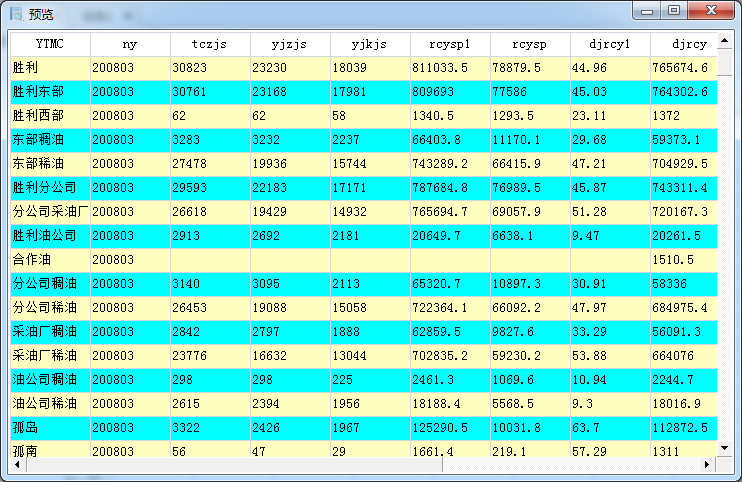 预览
YTMC ny tczjs yjzjs yjkjs rcysp1 rcysp djrcy1 djrcy
胜利 200803 30823 23230 18039 811033.5 78879.5 44.96 765674.6
胜利东部 200803 30761 23168 17981 809693 77586 45.03 764302.6
胜利西部 200803 62 62 58 1340.5 1293.5 23.11 1372
东部稠油 200803 3283 3232 2237 66403.8 11170.1 29.68 59373.1
东部稀油 200803 27478 19936 15744 743289.2 66415.9 47.21 704929.5
胜利分公司 200803 29593 22183 17171 787684.8 76989.5 45.87 743311.4
分公司采油厂 200803 26618 19429 14932 765694.7 69057.9 51.28 720167.3
胜利油公司 200803 2913 2692 2181 20649.7 6638.1 9.47 20261.5
合作油 200803 1510.5
分公司稠油 200803 3140 3095 2113 65320.7 10897.3 30.91 58336
分公司稀油 200803 26453 19088 15058 722364.1 66092.2 47.97 684975.4
采油厂稠油 200803 2842 2797 1888 62859.5 9827.6 33.29 56091.3
采油厂稀油 200803 23776 16632 13044 702835.2 59230.2 53.88 664076
油公司稠油 200803 298 298 225 2461.3 1069.6 10.94 2244.7
油公司稀油 200803 2615 2394 1956 18188.4 5568.5 9.3 18016.9
孤岛 200803 3322 2426 1967 125290.5 10031.8 63.7 112872.5
孤南 200803 56 47 29 1661.4 219.1 57.29 1311